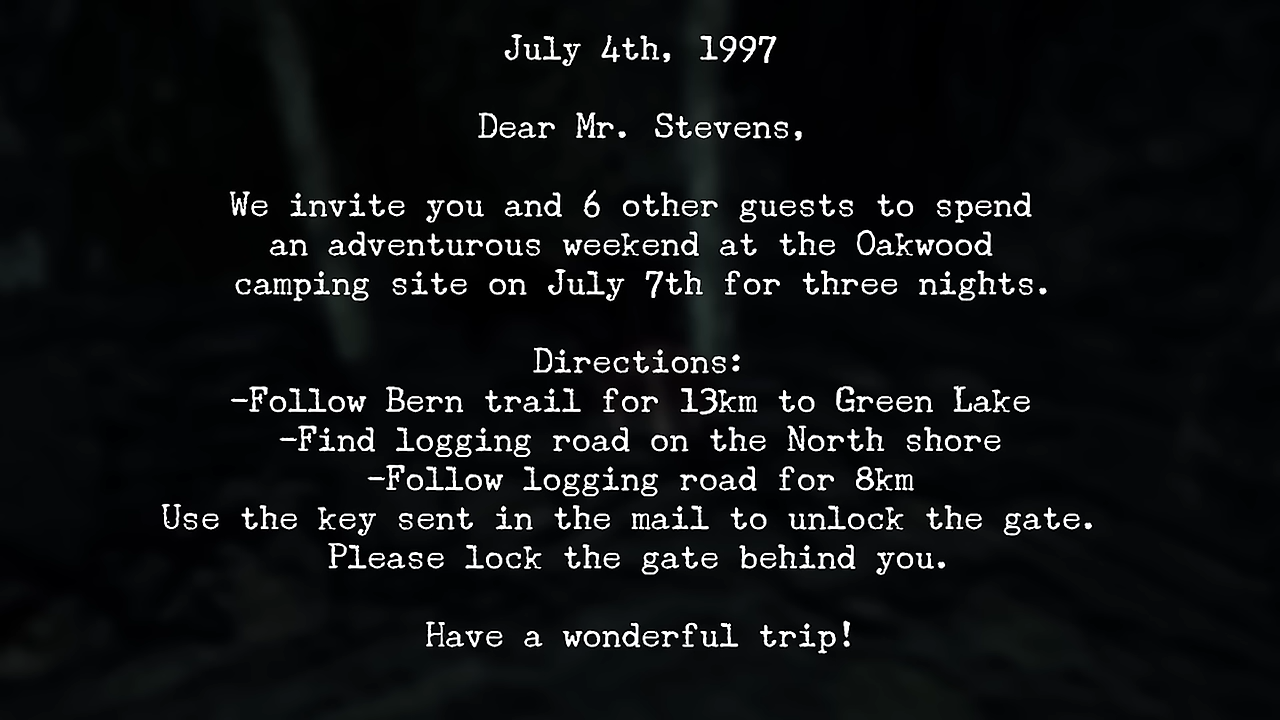 July 4th, 1997
Dear Mr. Stevens,
We invite you and 6 other guests to spend
an adventurous weekend at the Oakwood
camping site on July 7th for three nights.
Directions:
-Follow Bern trail for 13km to Green Lake
-Find logging road on the North shore
-Follow logging road for 8km
Use the key sent in the mail to unlock the gate.
Please lock the gate behind you.
Have a wonderful trip!